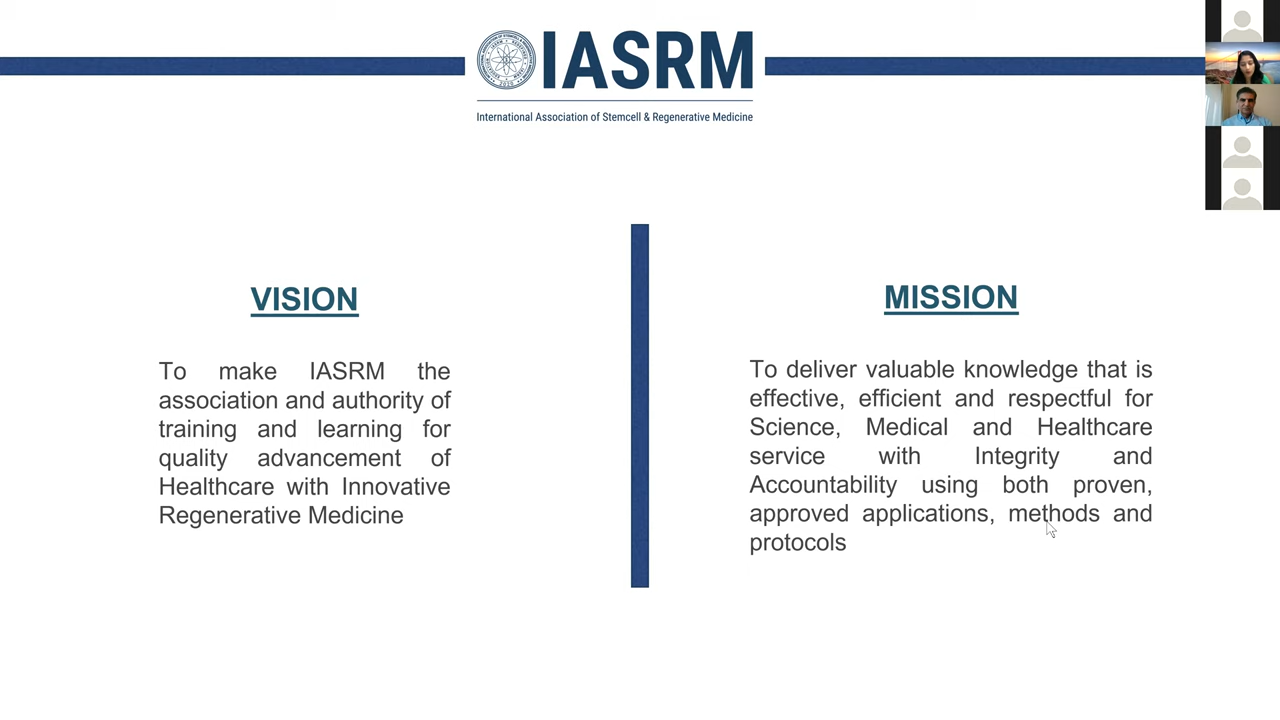 IASRM
International Association of Stemcell & Regenerative Medicine
VISION
To make IASRM the
association and authority of
training and learning for
quality advancement of
Healthcare with Innovative
Regenerative Medicine
MISSION
To deliver valuable knowledge that is
effective, efficient and respectful for
Science, Medical and Healthcare
service with Integrity and
Accountability using both proven,
approved applications, methods and
protocols